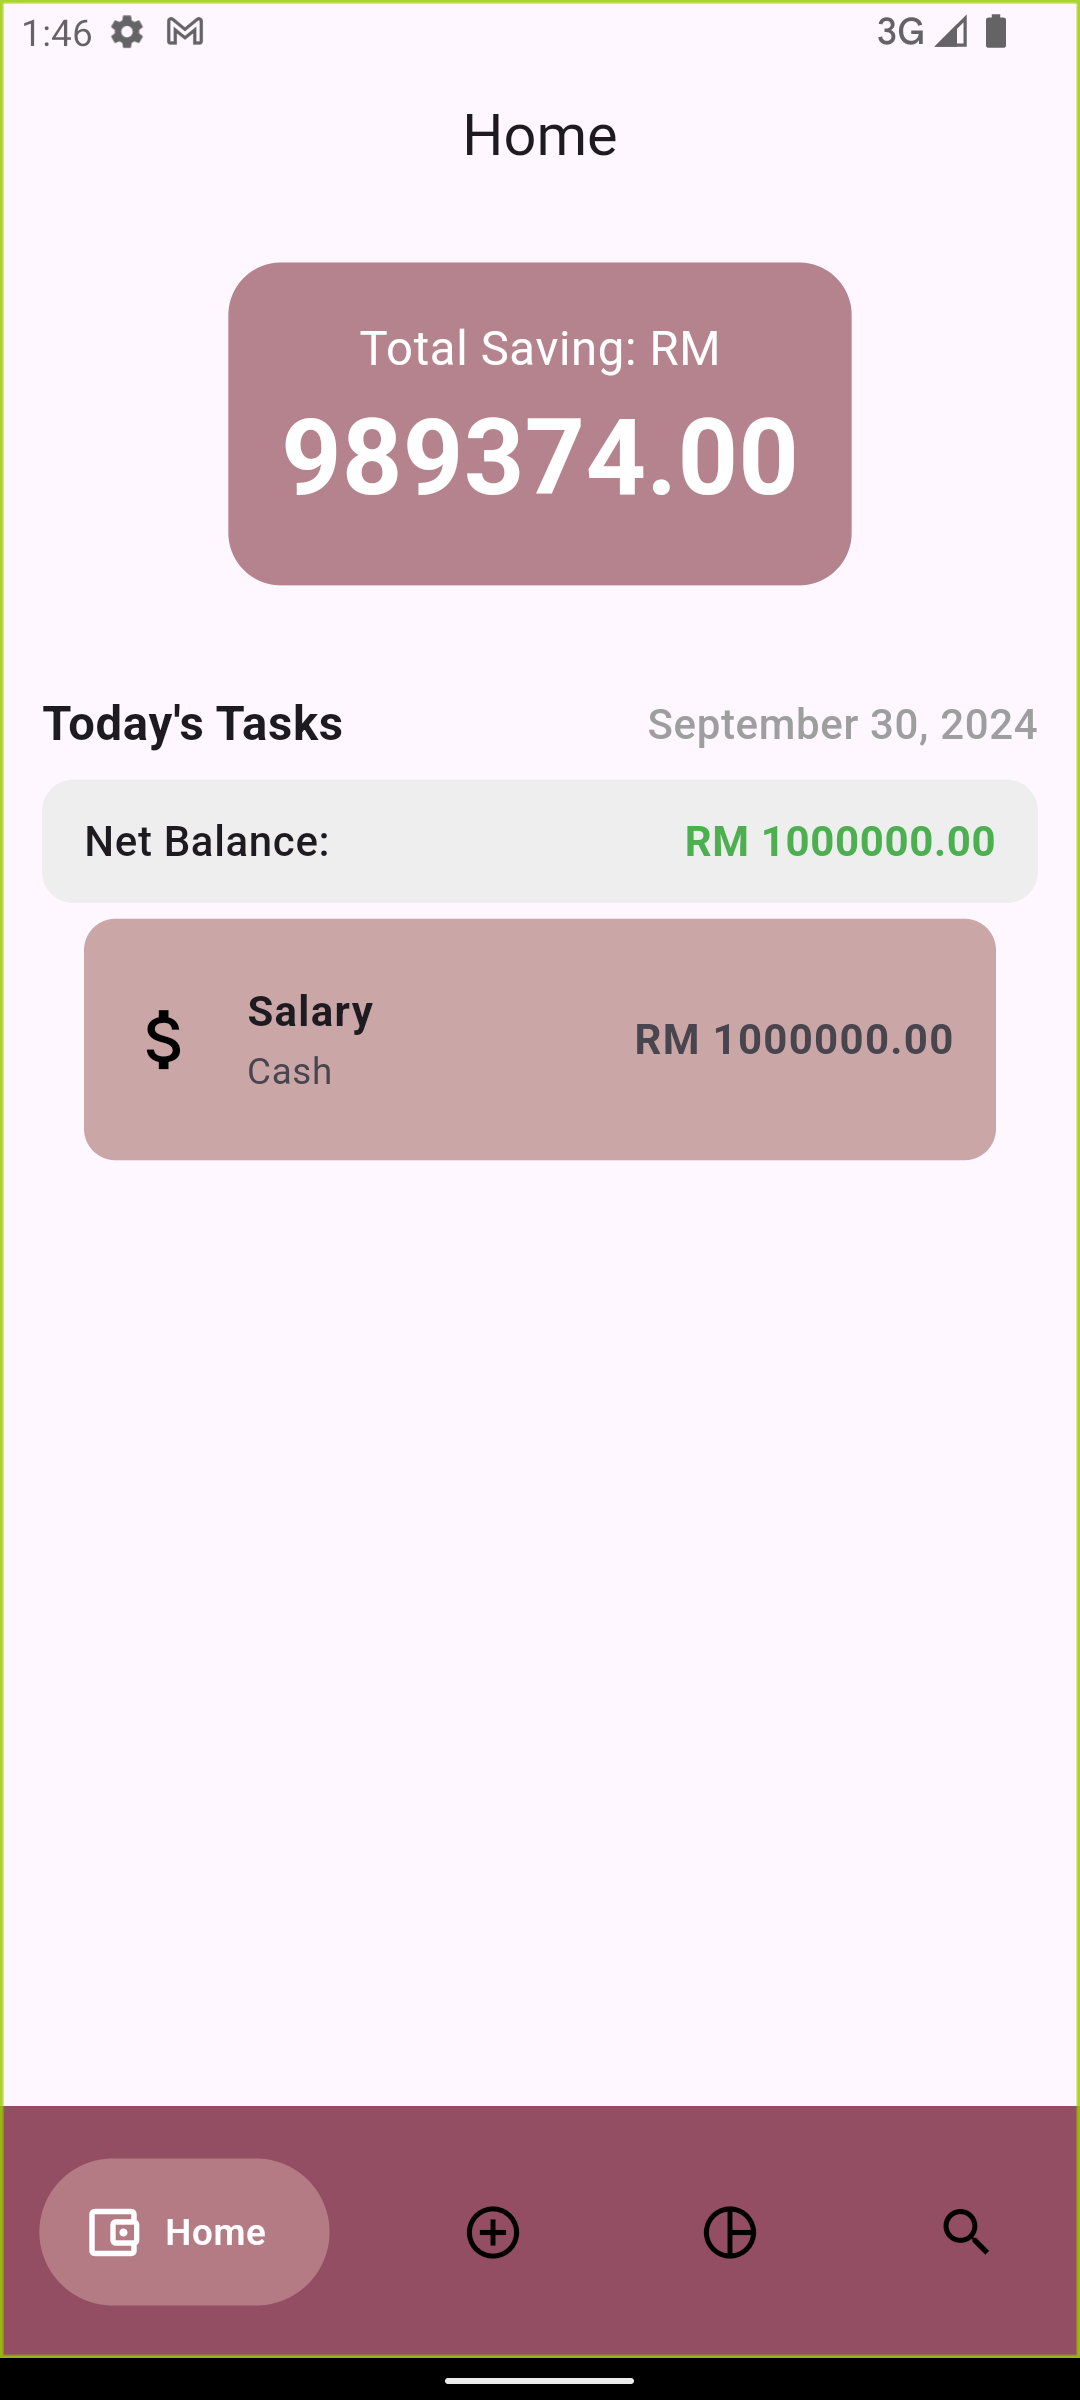 1:46
3G
Home
Total Saving: RM
989374.00
Today's Tasks
September 30, 2024
Net Balance:
RM 1000000.00
Salary
Cash
RM 1000000.00
Home